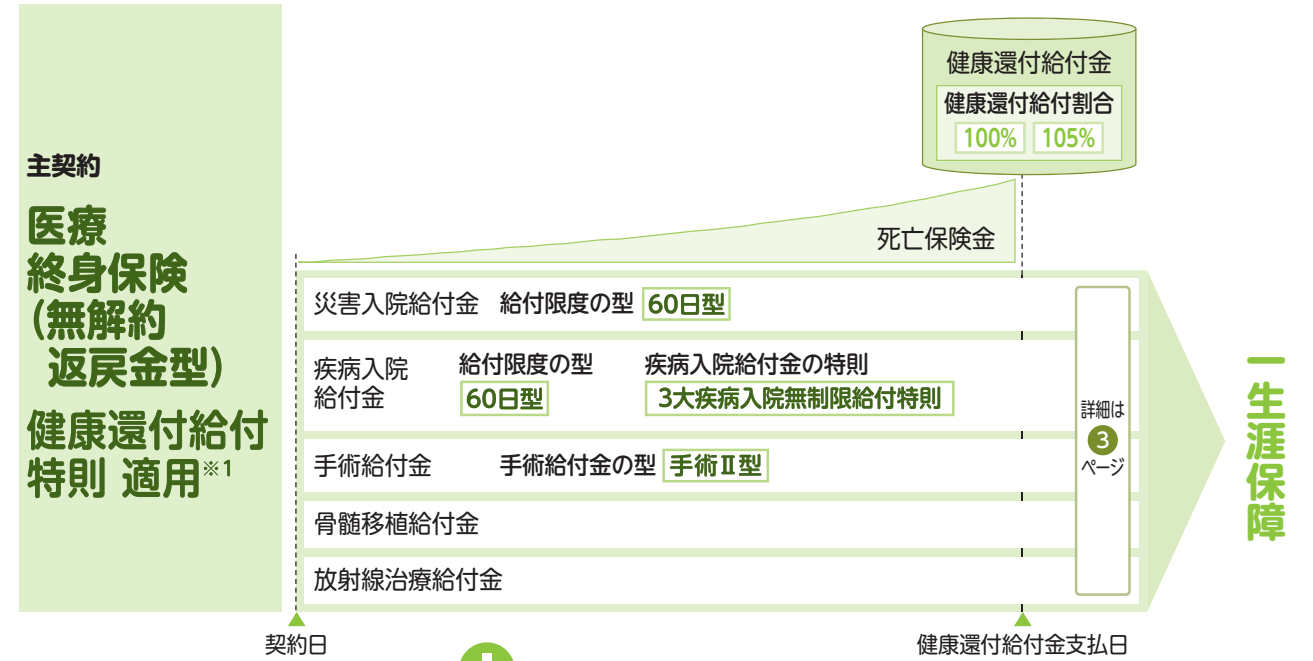 健康還付給付金
健康還付給付割合
100% 105%
主契約
医療
終身保険
(無解約
返戻金型)
健康還付給付
特則 適用※1
死亡保険金
災害入院給付金 給付限度の型 60日型
疾病入院
給付金
給付限度の型
60日型
疾病入院給付金の特則
3大疾病入院無制限給付特則
手術給付金 手術給付金の型 手術Ⅱ型
骨髄移植給付金
放射線治療給付金
詳細は
3
ページ
一生涯保障
契約日
健康還付給付金支払日